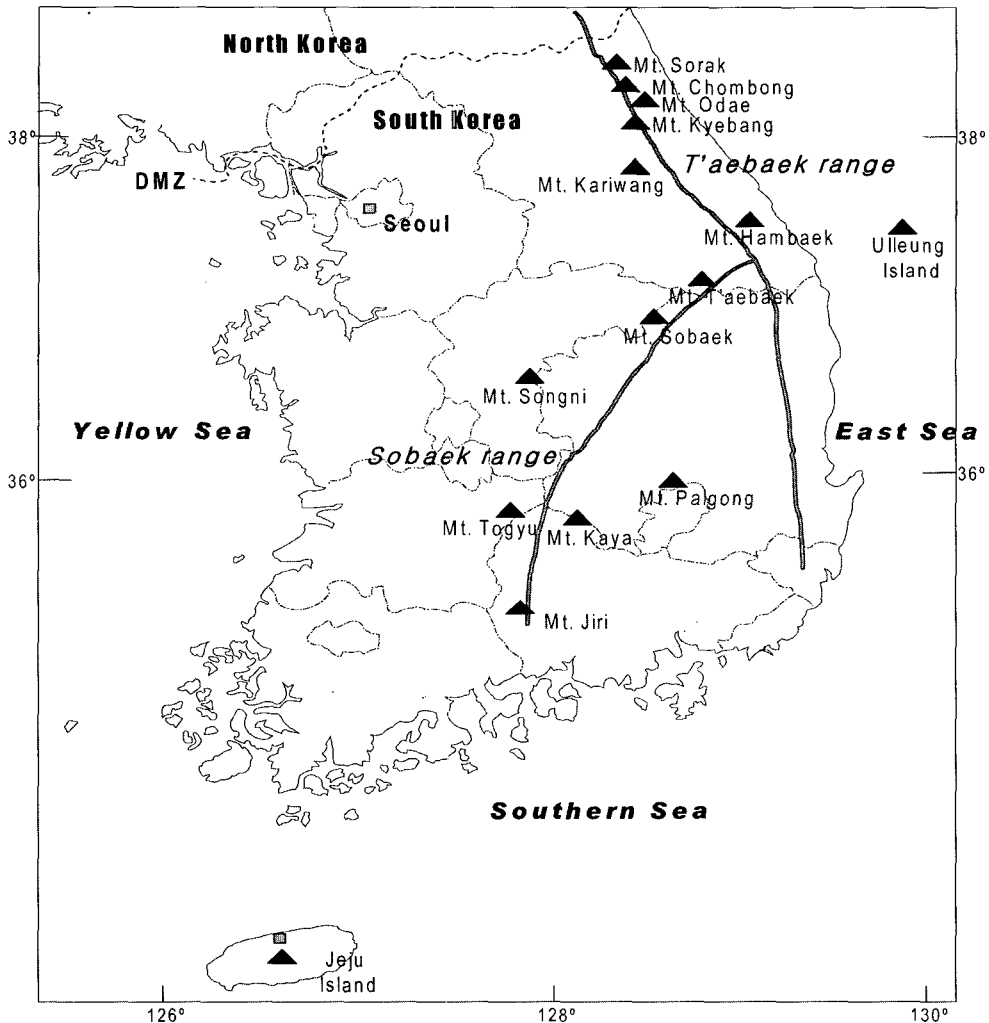 North Korea
Mt. Sorak
Mt. Chombong
Mt. Odae
South Korea
Mt. Kyebang
38°
38°
T'aebaek range
DMZ
Mt. Kariwang
Seoul
Mt. Hambaek
Ulleung
Island
Mt. T'aebaek
Mt. Sobaek
Mt. Songni
Yellow Sea
East Sea
Sobaek range
36°
36°
Mt. Palgong
Mt. Togyu
Mt. Kaya
Mt. Jiri
Southern Sea
Jeju
Island
126°
128°
130°